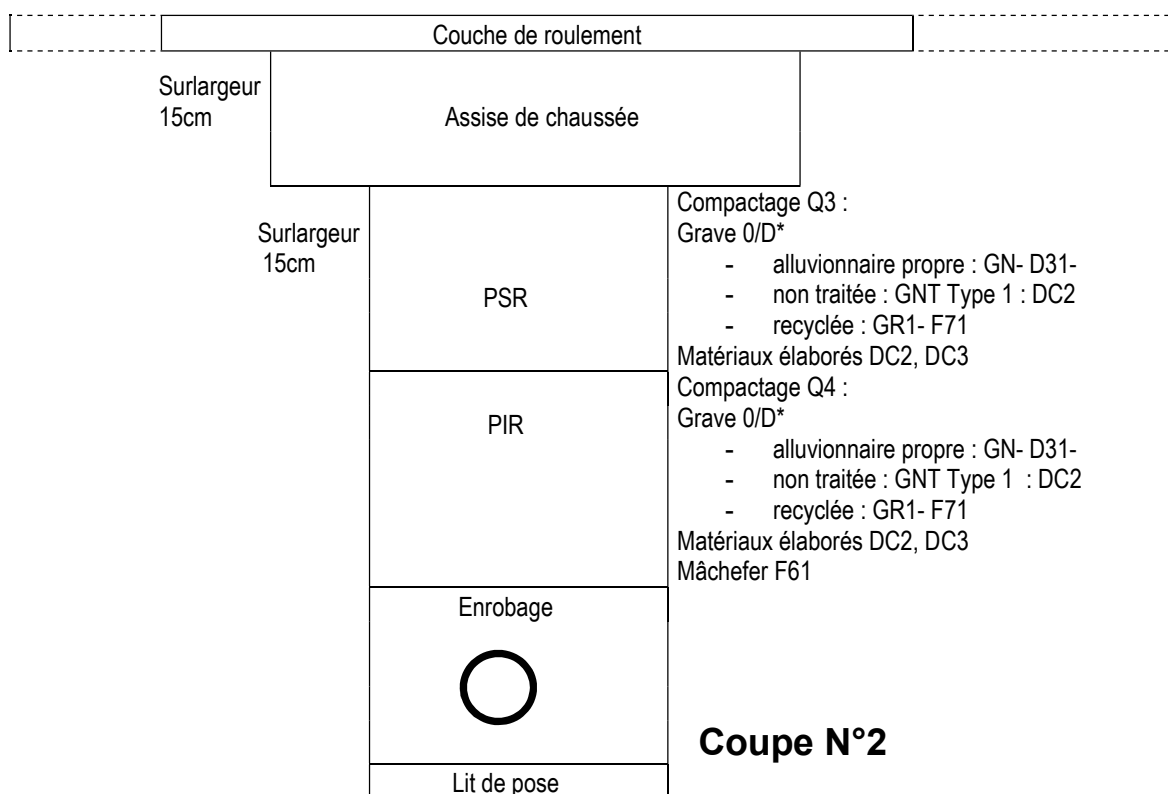 Couche de roulement
Surlargeur
15cm
Assise de chaussée
Surlargeur
15cm
PSR
Compactage Q3 :
Grave 0/D*
- alluvionnaire propre : GN- D31-
- non traitée : GNT Type 1 : DC2
- recyclée : GR1- F71
Matériaux élaborés DC2, DC3
PIR
Compactage Q4 :
Grave 0/D*
- alluvionnaire propre : GN- D31-
- non traitée : GNT Type 1 : DC2
- recyclée : GR1- F71
Matériaux élaborés DC2, DC3
Mâchefer F61
Enrobage
Coupe N°2
Lit de pose